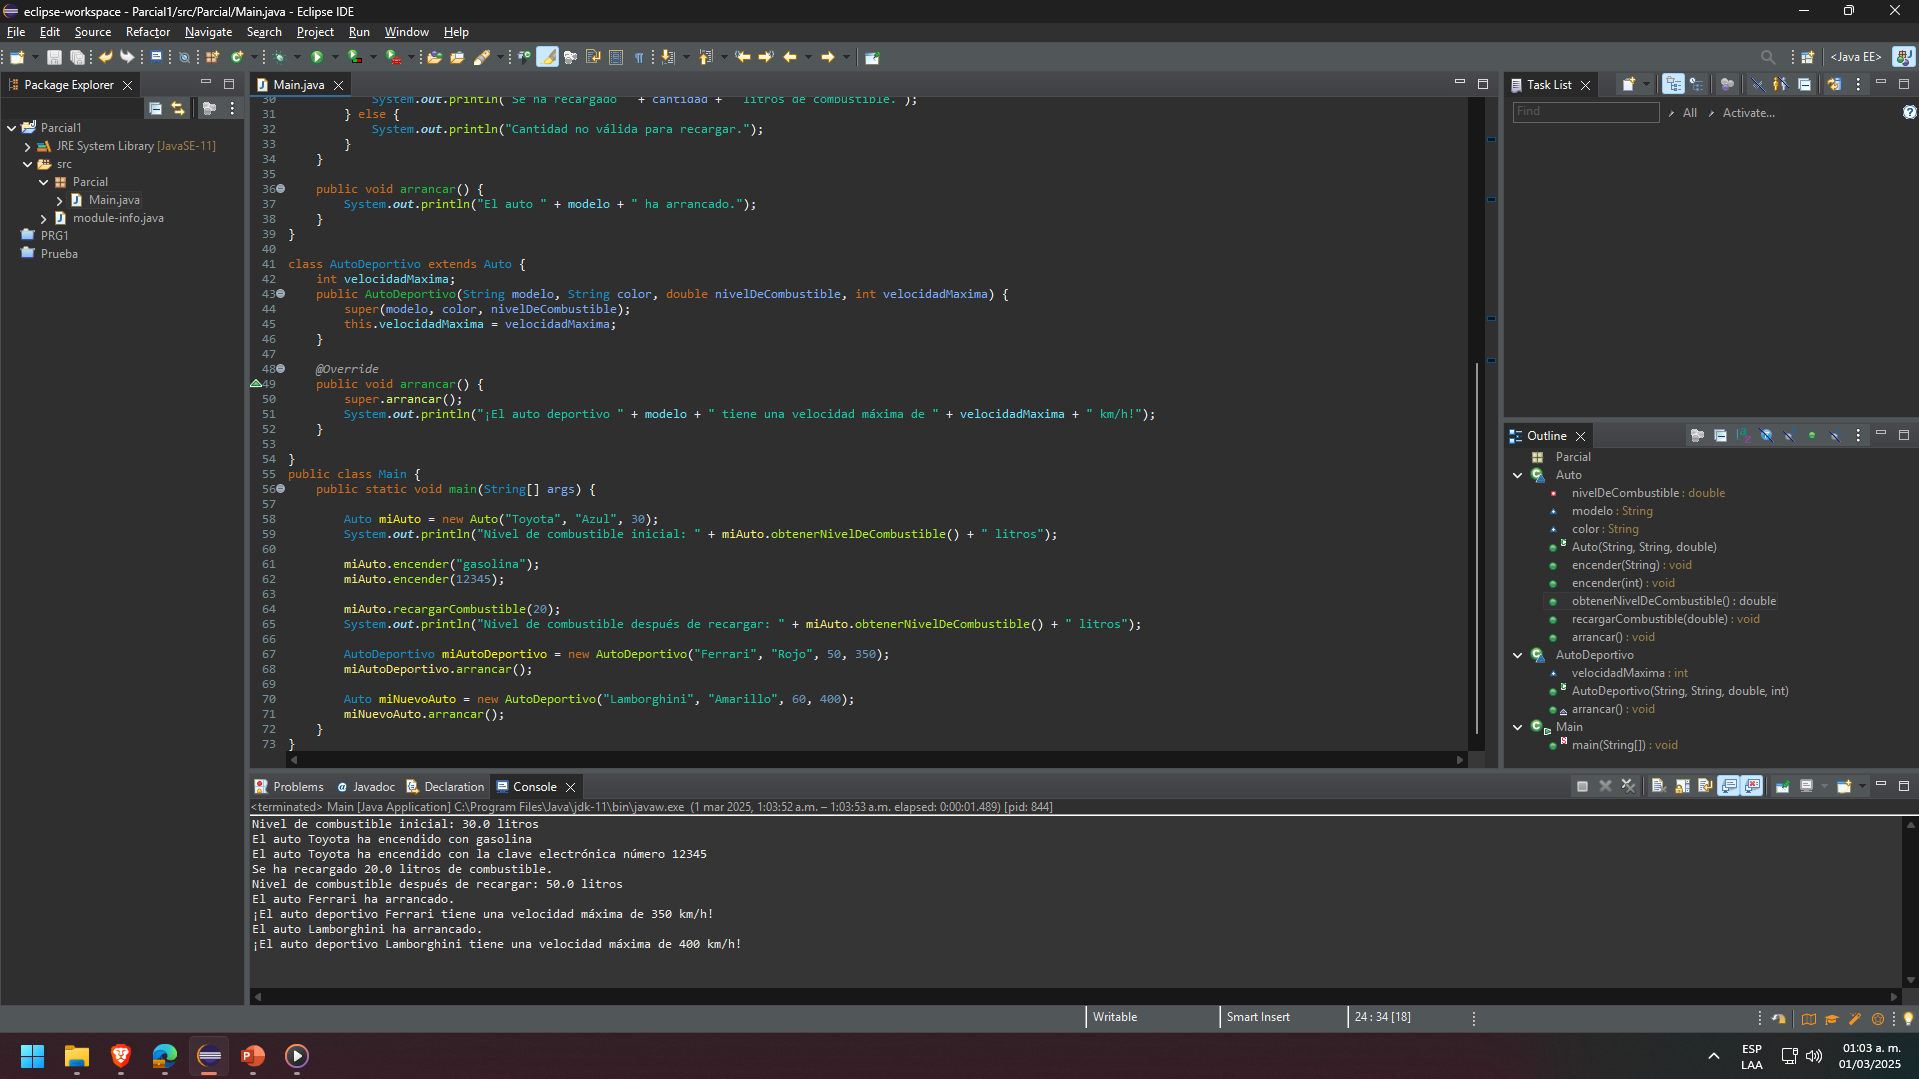 eclipse-workspace - Parcial1/src/Parcial/Main.java - Eclipse IDE
File Edit Source Refactor Navigate Search Project Run Window Help
<Java EE>
Package Explorer
Parcial1
JRE System Library [JavaSE-11]
src
Parcial
Main.java
module-info.java
PRG1
Prueba
Main.java
30 System.out.println("Se ha recargado " + cantidad + " litros de combustible.");
31 } else {
32 System.out.println("Cantidad no válida para recargar.");
33 }
34 }
35
36 public void arrancar() {
37 System.out.println("El auto " + modelo + " ha arrancado.");
38 }
39 }
40
41 class AutoDeportivo extends Auto {
42 int velocidadMaxima;
43 public AutoDeportivo(String modelo, String color, double nivelDeCombustible, int velocidadMaxima) {
44 super(modelo, color, nivelDeCombustible);
45 this.velocidadMaxima = velocidadMaxima;
46 }
47
48 @Override
49 public void arrancar() {
50 super.arrancar();
51 System.out.println("¡El auto deportivo " + modelo + " tiene una velocidad máxima de " + velocidadMaxima + " km/h!");
52 }
53
54 }
55 public class Main {
56 public static void main(String[] args) {
57
58 Auto miAuto = new Auto("Toyota", "Azul", 30);
59 System.out.println("Nivel de combustible inicial: " + miAuto.obtenerNivelDeCombustible() + " litros");
60
61 miAuto.encender("gasolina");
62 miAuto.encender(12345);
63
64 miAuto.recargarCombustible(20);
65 System.out.println("Nivel de combustible después de recargar: " + miAuto.obtenerNivelDeCombustible() + " litros");
66
67 AutoDeportivo miAutoDeportivo = new AutoDeportivo("Ferrari", "Rojo", 50, 350);
68 miAutoDeportivo.arrancar();
69
70 Auto miNuevoAuto = new AutoDeportivo("Lamborghini", "Amarillo", 60, 400);
71 miNuevoAuto.arrancar();
72 }
73 }
Task List
Find
All
Activate...
Outline
Parcial
Auto
nivelDeCombustible : double
modelo : String
color : String
Auto(String, String, double)
encender(String) : void
encender(int) : void
obtenerNivelDeCombustible() : double
recargarCombustible(double) : void
arrancar() : void
AutoDeportivo
velocidadMaxima : int
AutoDeportivo(String, String, double, int)
arrancar() : void
Main
main(String[]) : void
Problems Javadoc Declaration Console
<terminated> Main [Java Application] C:\Program Files\Java\jdk-11\bin\javaw.exe (1 mar 2025, 1:03:52 a.m. – 1:03:53 a.m. elapsed: 0:00:01.489) [pid: 844]
Nivel de combustible inicial: 30.0 litros
El auto Toyota ha encendido con gasolina
El auto Toyota ha encendido con la clave electrónica número 12345
Se ha recargado 20.0 litros de combustible.
Nivel de combustible después de recargar: 50.0 litros
El auto Ferrari ha arrancado.
¡El auto deportivo Ferrari tiene una velocidad máxima de 350 km/h!
El auto Lamborghini ha arrancado.
¡El auto deportivo Lamborghini tiene una velocidad máxima de 400 km/h!
Writable
Smart Insert
24 : 34 [18]
ESP
LAA
01:03 a. m.
01/03/2025